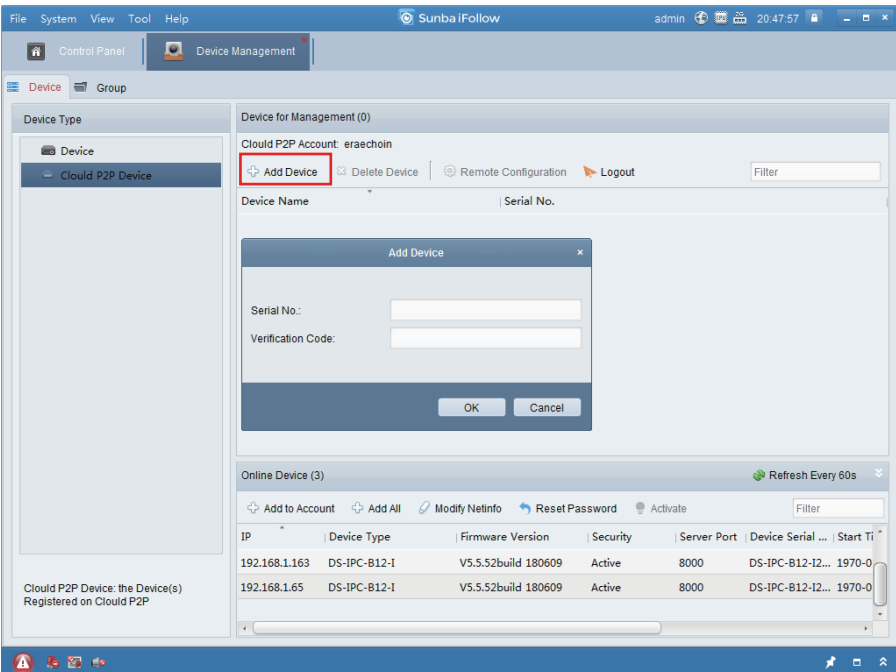 File System View Tool Help Sunba iFollow admin 20:47:57
Control Panel Device Management
Device Group
Device Type
Device
Clould P2P Device
Clould P2P Device: the Device(s)
Registered on Clould P2P
Device for Management (0)
Clould P2P Account: eraechoin
Add Device Delete Device Remote Configuration Logout Filter
Device Name Serial No.
Add Device
Serial No.:
Verification Code:
OK Cancel
Online Device (3) Refresh Every 60s
Add to Account Add All Modify Netinfo Reset Password Activate Filter
IP Device Type Firmware Version Security Server Port Device Serial ... Start Ti
192.168.1.163 DS-IPC-B12-I V5.5.52build 180609 Active 8000 DS-IPC-B12-I2... 1970-0
192.168.1.65 DS-IPC-B12-I V5.5.52build 180609 Active 8000 DS-IPC-B12-I2... 1970-0